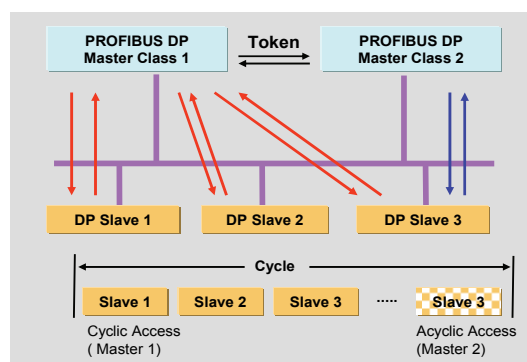 PROFIBUS DP
Master Class 1
Token
PROFIBUS DP
Master Class 2
DP Slave 1
DP Slave 2
DP Slave 3
Cycle
Slave 1
Slave 2
Slave 3
.....
Slave 3
Cyclic Access
( Master 1)
Acyclic Access
(Master 2)